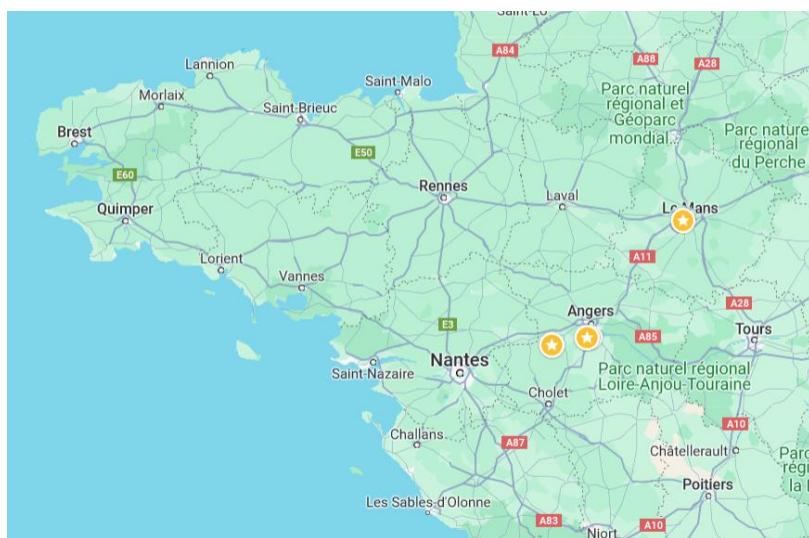 Saint-Lô
A84
A88
A28
Lannion
Saint-Malo
Parc naturel
régional et
Géoparc
mondial...
Morlaix
Saint-Brieuc
Parc nature
régional
du Perche
Brest
E50
E60
Rennes
Laval
Le Mans
Quimper
Lorient
A11
Vannes
A28
Angers
E3
A85
Tours
Nantes
Saint-Nazaire
Parc naturel régional
Loire-Anjou-Touraine
Cholet
A10
Challans
A87
Châtellerault
Parc
régi
la
Poitiers
Les Sables-d'Olonne
A83
Niort
A10